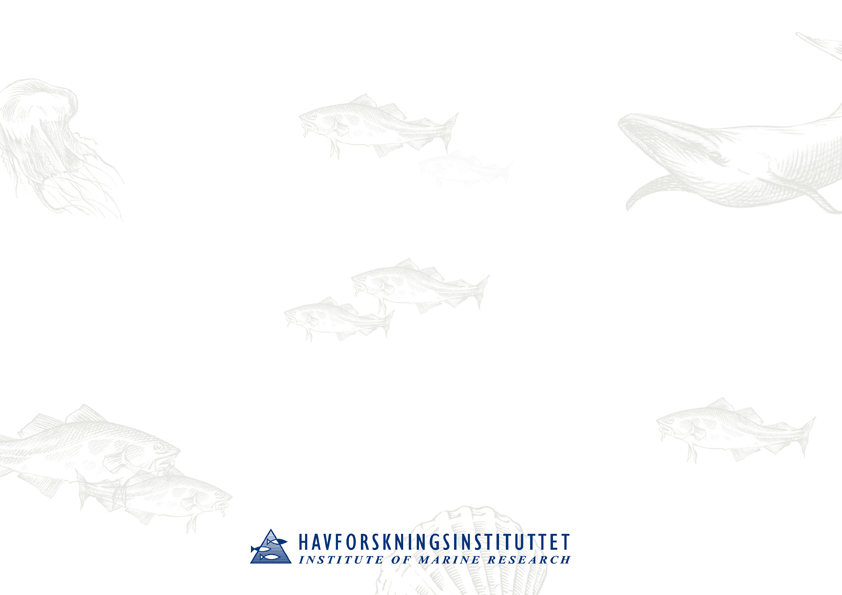 HAVFORSKNINGSINSTITUTTET
INSTITUTE OF MARINE RESEARCH